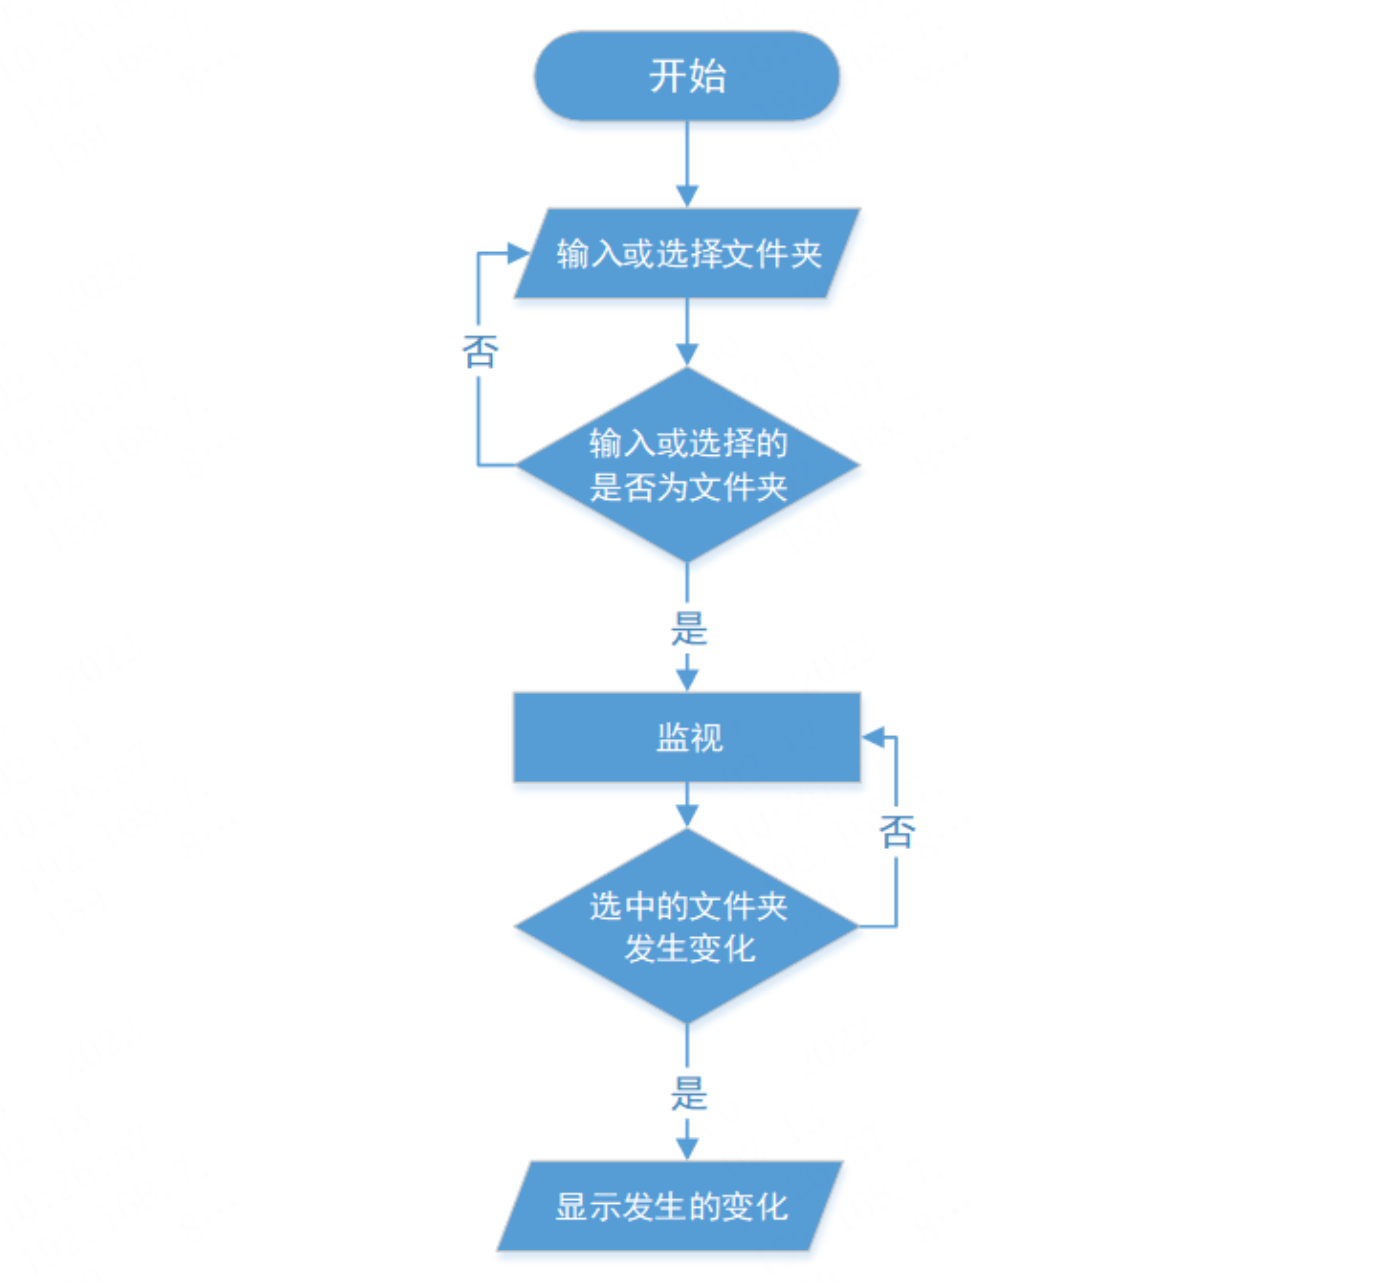 开始
输入或选择文件夹
否
输入或选择的
是否为文件夹
是
监视
否
选中的文件夹
发生变化
是
显示发生的变化